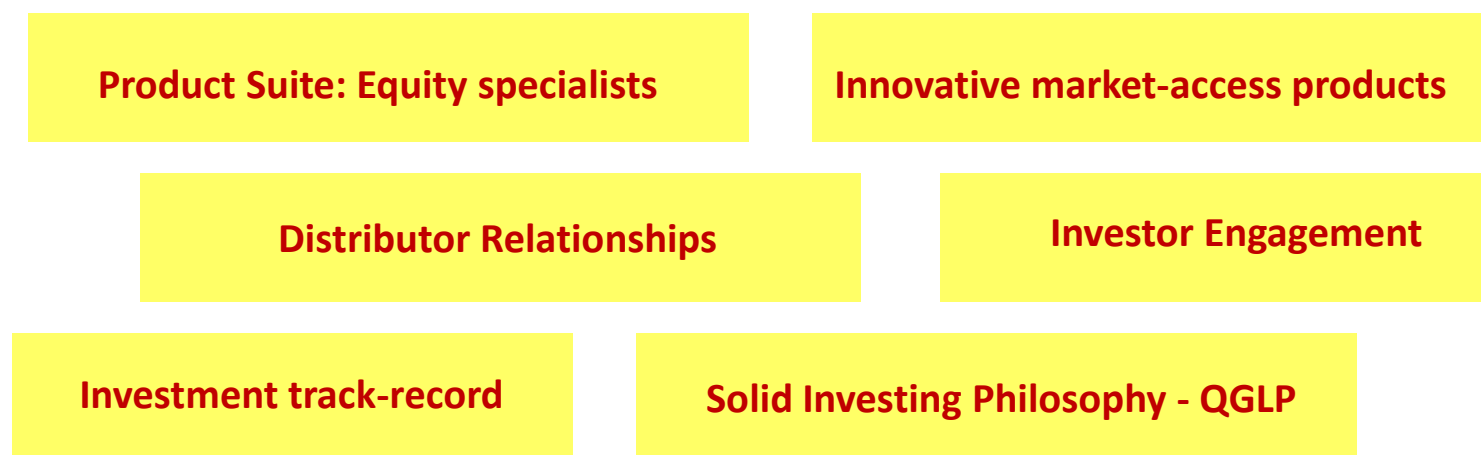 Product Suite: Equity specialists
Innovative market-access products
Distributor Relationships
Investor Engagement
Investment track-record
Solid Investing Philosophy - QGLP